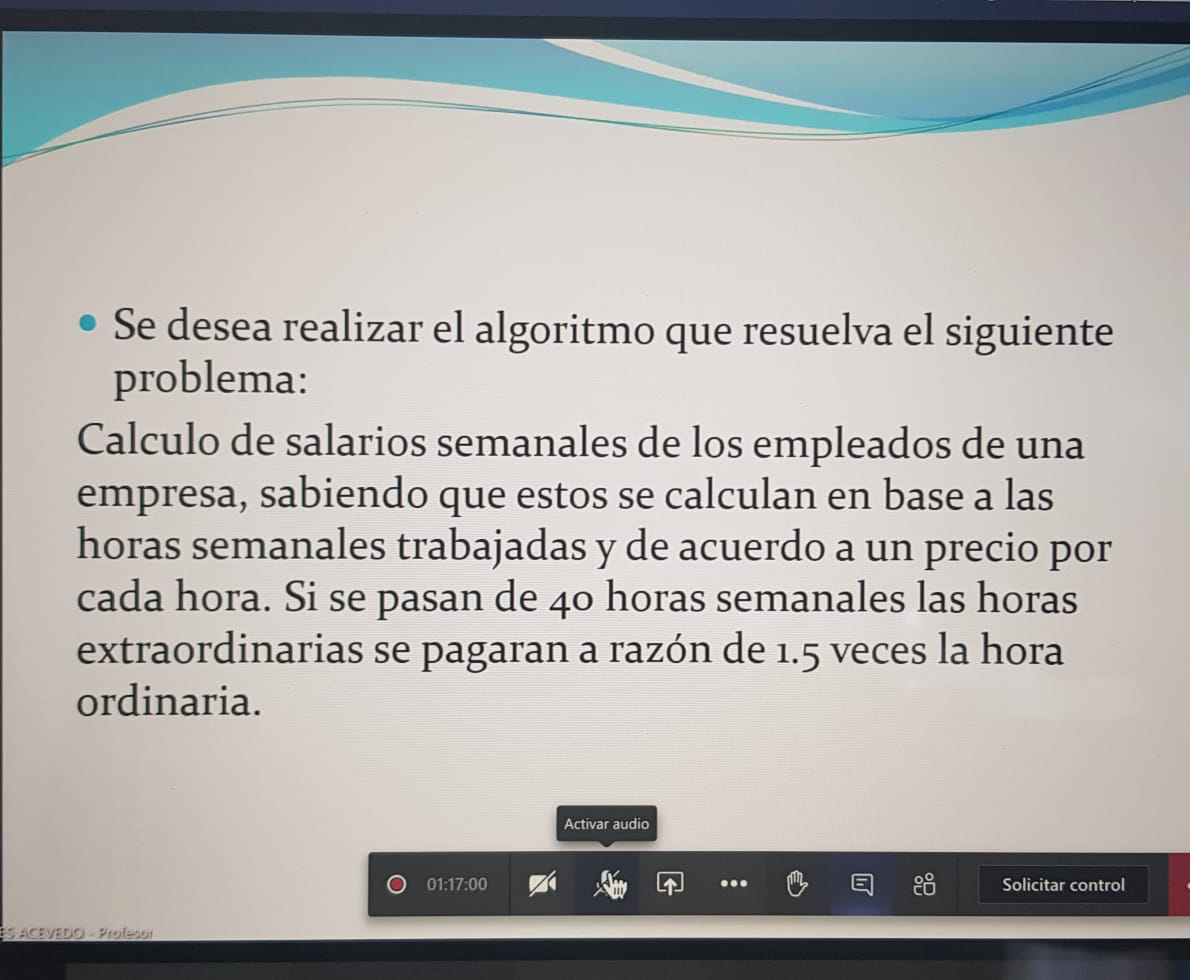 • Se desea realizar el algoritmo que resuelva el siguiente
problema:
Calculo de salarios semanales de los empleados de una
empresa, sabiendo que estos se calculan en base a las
horas semanales trabajadas y de acuerdo a un precio por
cada hora. Si se pasan de 40 horas semanales las horas
extraordinarias se pagaran a razón de 1.5 veces la hora
ordinaria.
Activar audio
01:17:00
Solicitar control
ES ACEVEDO - Profesor